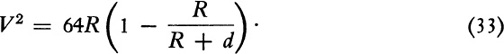 V² = 64R(1 − R/(R + d)). (33)